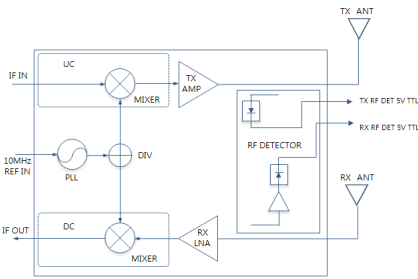 TX ANT
UC
IF IN
MIXER
TX
AMP
TX RF DET 5V TTL
RX RF DET 5V TTL
RF DETECTOR
10MHz
REF IN
PLL
DIV
RX ANT
DC
IF OUT
MIXER
RX
LNA